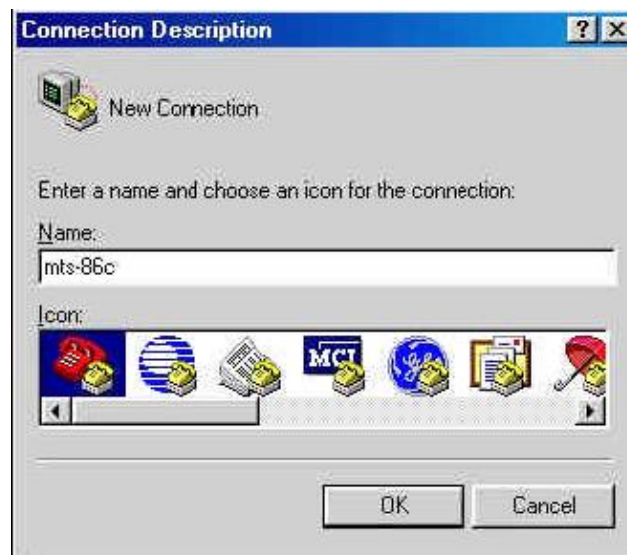 Connection Description
New Connection
Enter a name and choose an icon for the connection:
Name:
mts-86c
Icon:
MCI
OK
Cancel